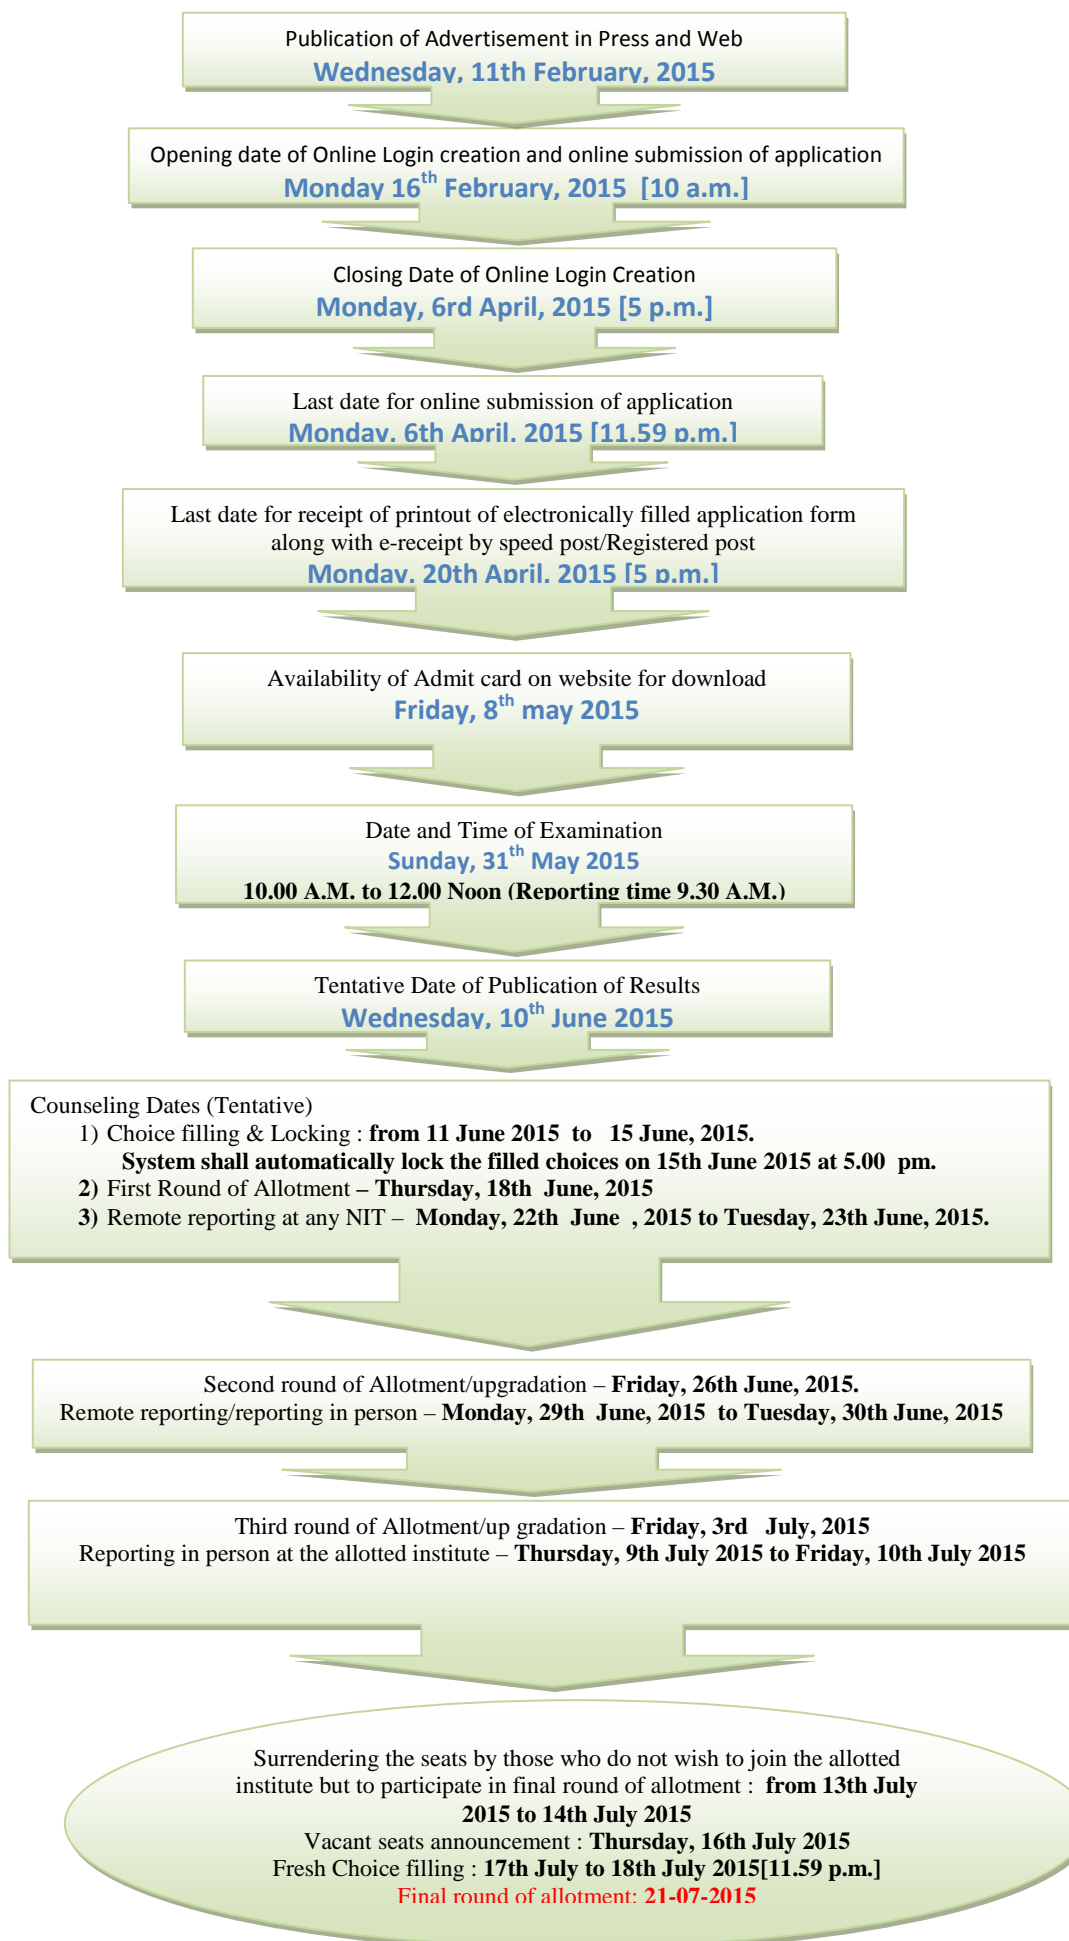 Publication of Advertisement in Press and Web
Wednesday, 11th February, 2015
Opening date of Online Login creation and online submission of application
Monday 16th February, 2015 [10 a.m.]
Closing Date of Online Login Creation
Monday, 6rd April, 2015 [5 p.m.]
Last date for online submission of application
Monday, 6th April, 2015 [11.59 p.m.]
Last date for receipt of printout of electronically filled application form
along with e-receipt by speed post/Registered post
Monday, 20th April, 2015 [5 p.m.]
Availability of Admit card on website for download
Friday, 8th may 2015
Date and Time of Examination
Sunday, 31th May 2015
10.00 A.M. to 12.00 Noon (Reporting time 9.30 A.M.)
Tentative Date of Publication of Results
Wednesday, 10th June 2015
Counseling Dates (Tentative)
1) Choice filling & Locking : from 11 June 2015 to 15 June, 2015.
System shall automatically lock the filled choices on 15th June 2015 at 5.00 pm.
2) First Round of Allotment – Thursday, 18th June, 2015
3) Remote reporting at any NIT – Monday, 22th June , 2015 to Tuesday, 23th June, 2015.
Second round of Allotment/upgradation – Friday, 26th June, 2015.
Remote reporting/reporting in person – Monday, 29th June, 2015 to Tuesday, 30th June, 2015
Third round of Allotment/up gradation – Friday, 3rd July, 2015
Reporting in person at the allotted institute – Thursday, 9th July 2015 to Friday, 10th July 2015
Surrendering the seats by those who do not wish to join the allotted
institute but to participate in final round of allotment : from 13th July
2015 to 14th July 2015
Vacant seats announcement : Thursday, 16th July 2015
Fresh Choice filling : 17th July to 18th July 2015[11.59 p.m.]
Final round of allotment: 21-07-2015